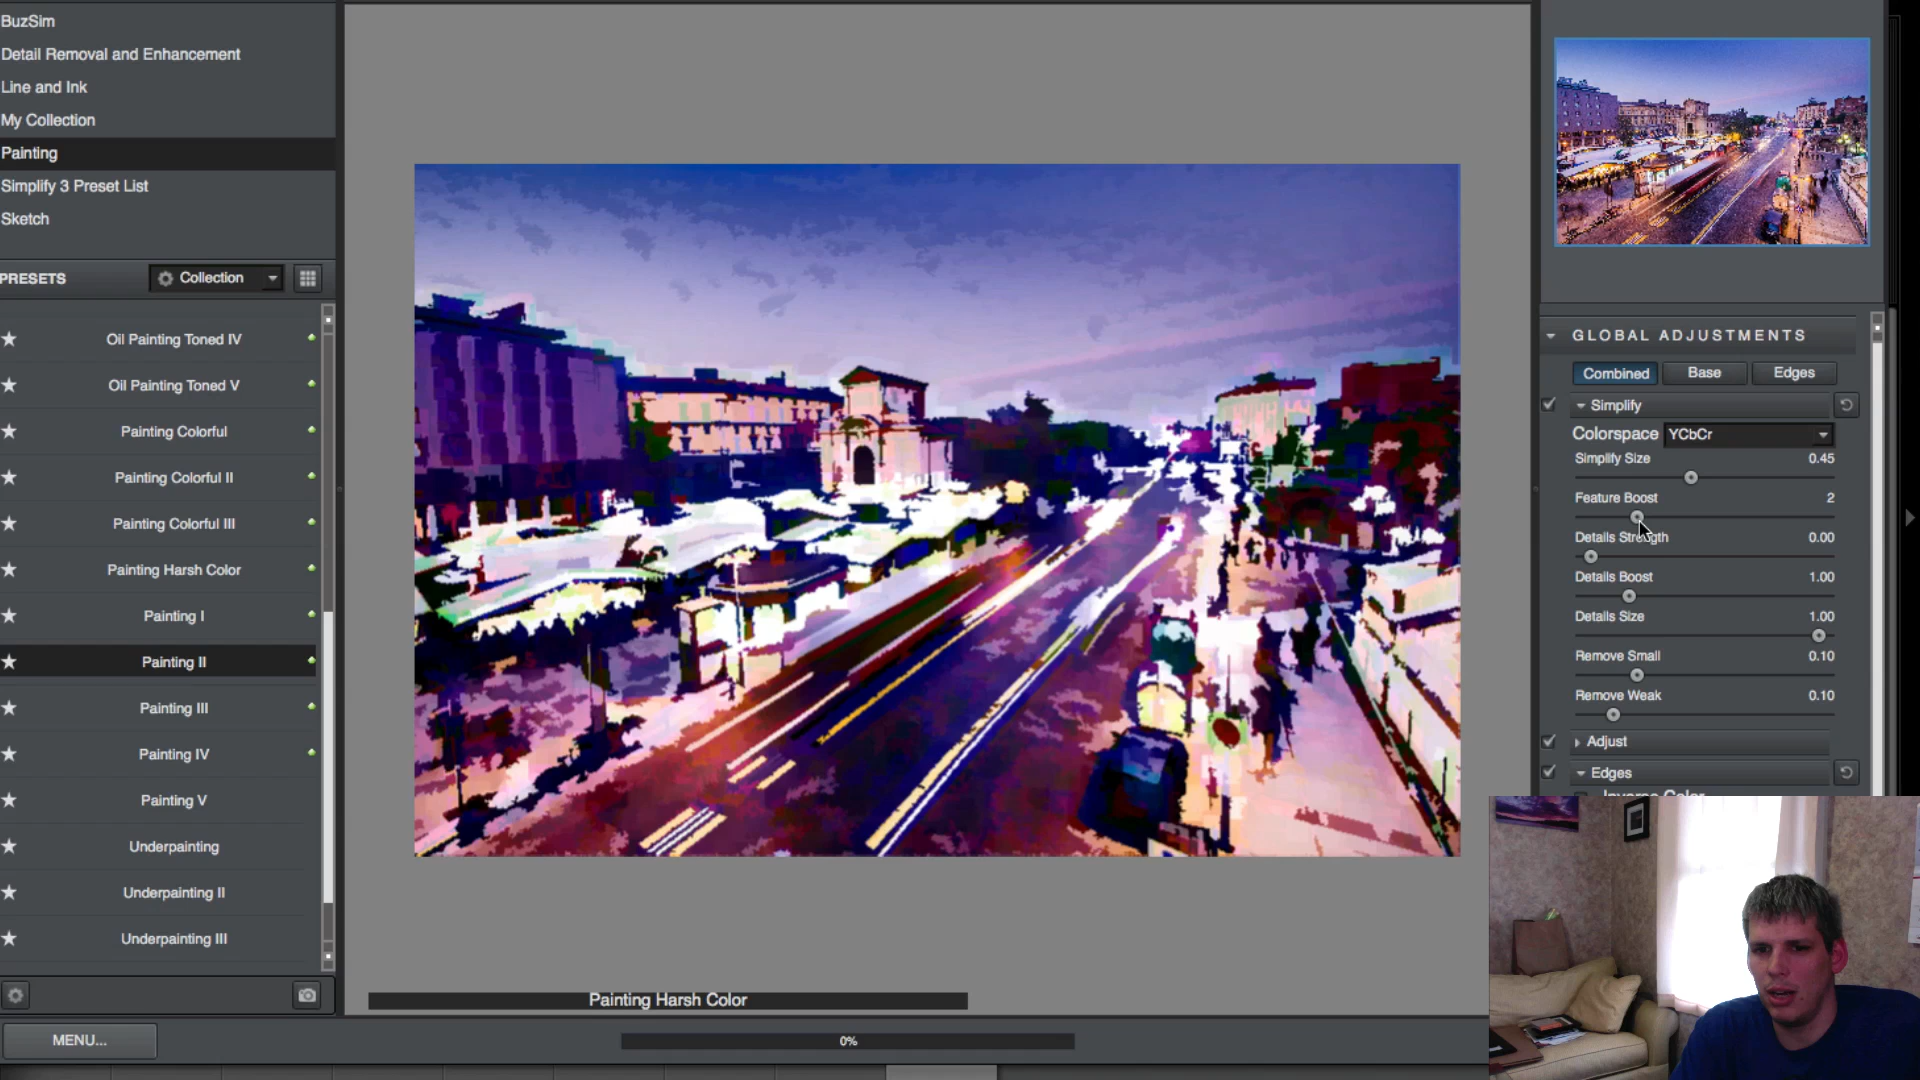 BuzSim
Detail Removal and Enhancement
Line and Ink
My Collection
Painting
Simplify 3 Preset List
Sketch
PRESETS
Collection
Oil Painting Toned IV
Oil Painting Toned V
Painting Colorful
Painting Colorful II
Painting Colorful III
Painting Harsh Color
Painting I
Painting II
Painting III
Painting IV
Painting V
Underpainting
Underpainting II
Underpainting III
MENU...
Painting Harsh Color
0%
GLOBAL ADJUSTMENTS
Combined Base Edges
Simplify
Colorspace YCbCr
Simplify Size 0.45
Feature Boost 2
Details Strength 0.00
Details Boost 1.00
Details Size 1.00
Remove Small 0.10
Remove Weak 0.10
Adjust
Edges
Inverse Color